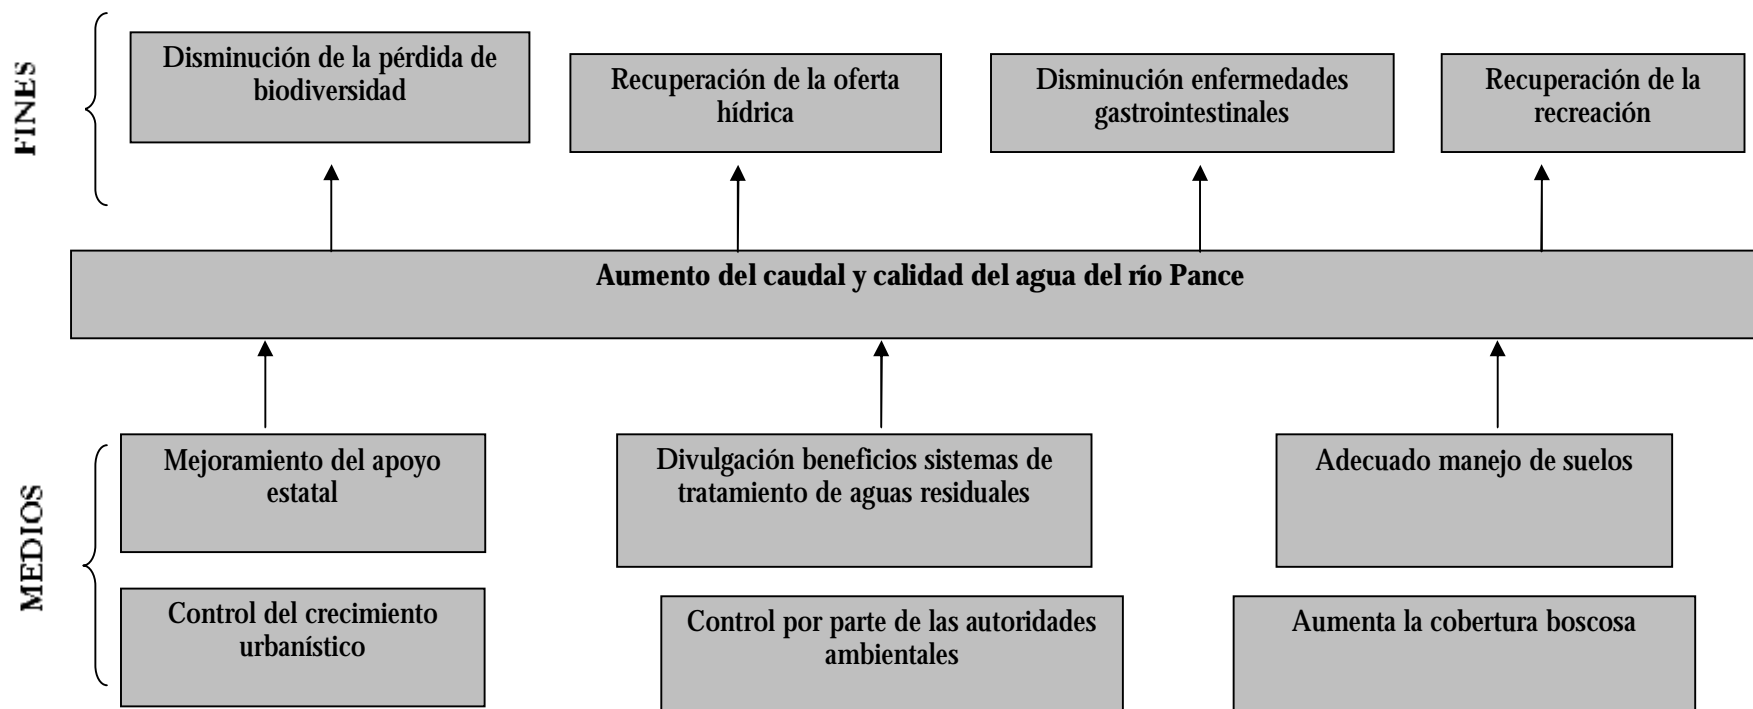 FINES
Disminución de la pérdida de
biodiversidad
Recuperación de la oferta
hídrica
Disminución enfermedades
gastrointestinales
Recuperación de la
recreación
Aumento del caudal y calidad del agua del río Pance
MEDIOS
Mejoramiento del apoyo
estatal
Divulgación beneficios sistemas de
tratamiento de aguas residuales
Adecuado manejo de suelos
Control del crecimiento
urbanístico
Control por parte de las autoridades
ambientales
Aumenta la cobertura boscosa